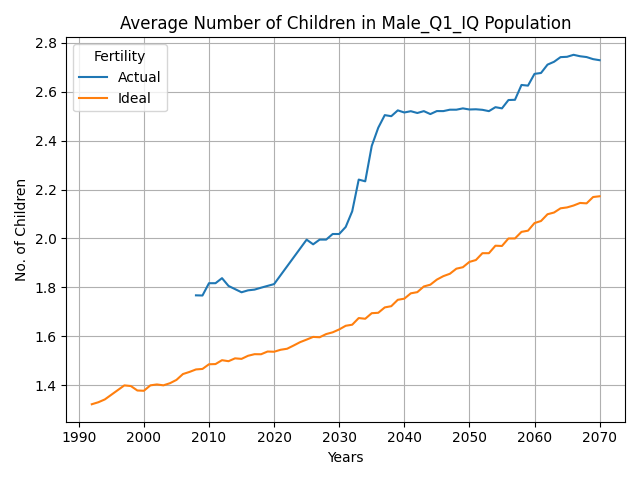 Average Number of Children in Male_Q1_IQ Population
Fertility
Actual
Ideal
No. of Children
2.8
2.6
2.4
2.2
2.0
1.8
1.6
1.4
1990 2000 2010 2020 2030 2040 2050 2060 2070
Years